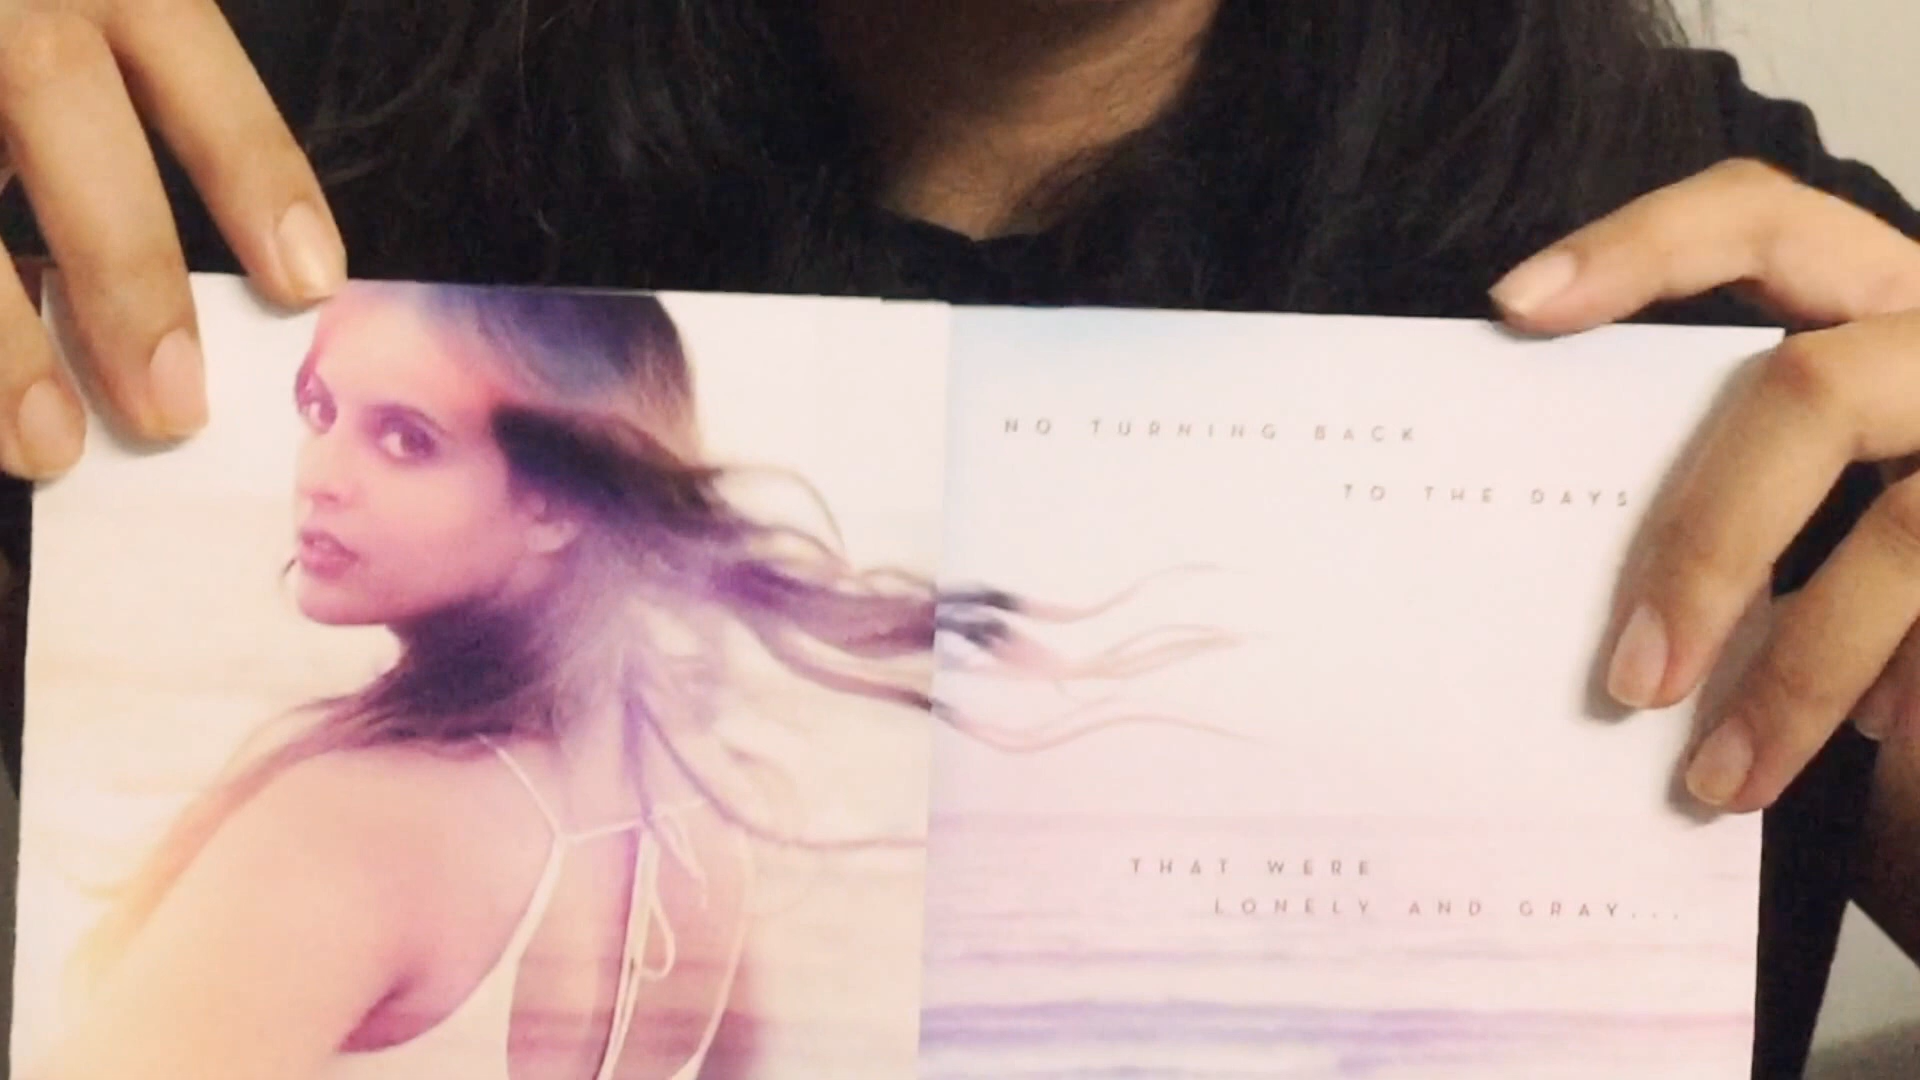 NO TURNING BACK
TO THE DAYS
THAT WERE
LONELY AND GRAY...